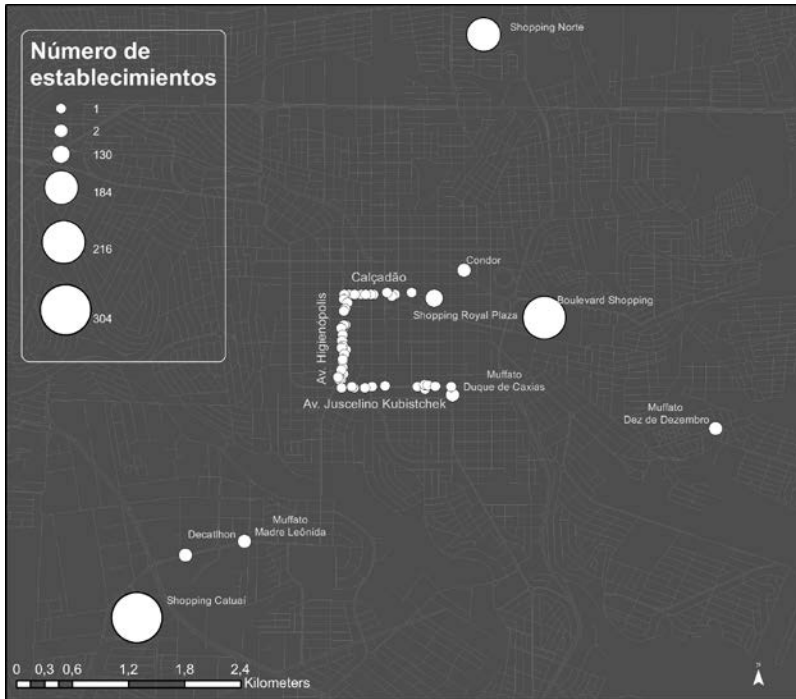 Shopping Norte
Número de
establecimientos
1
2
130
184
216
304
Condor
Calçadão
Boulevard Shopping
Shopping Royal Plaza
Av. Higienópolis
Muffato
Duque de Caxias
Av. Juscelino Kubistchek
Muffato
Dez de Dezembro
Muffato
Madre Leônida
Decatlhon
Shopping Catuaí
0 0,3 0,6 1,2 1,8 2,4
Kilometers